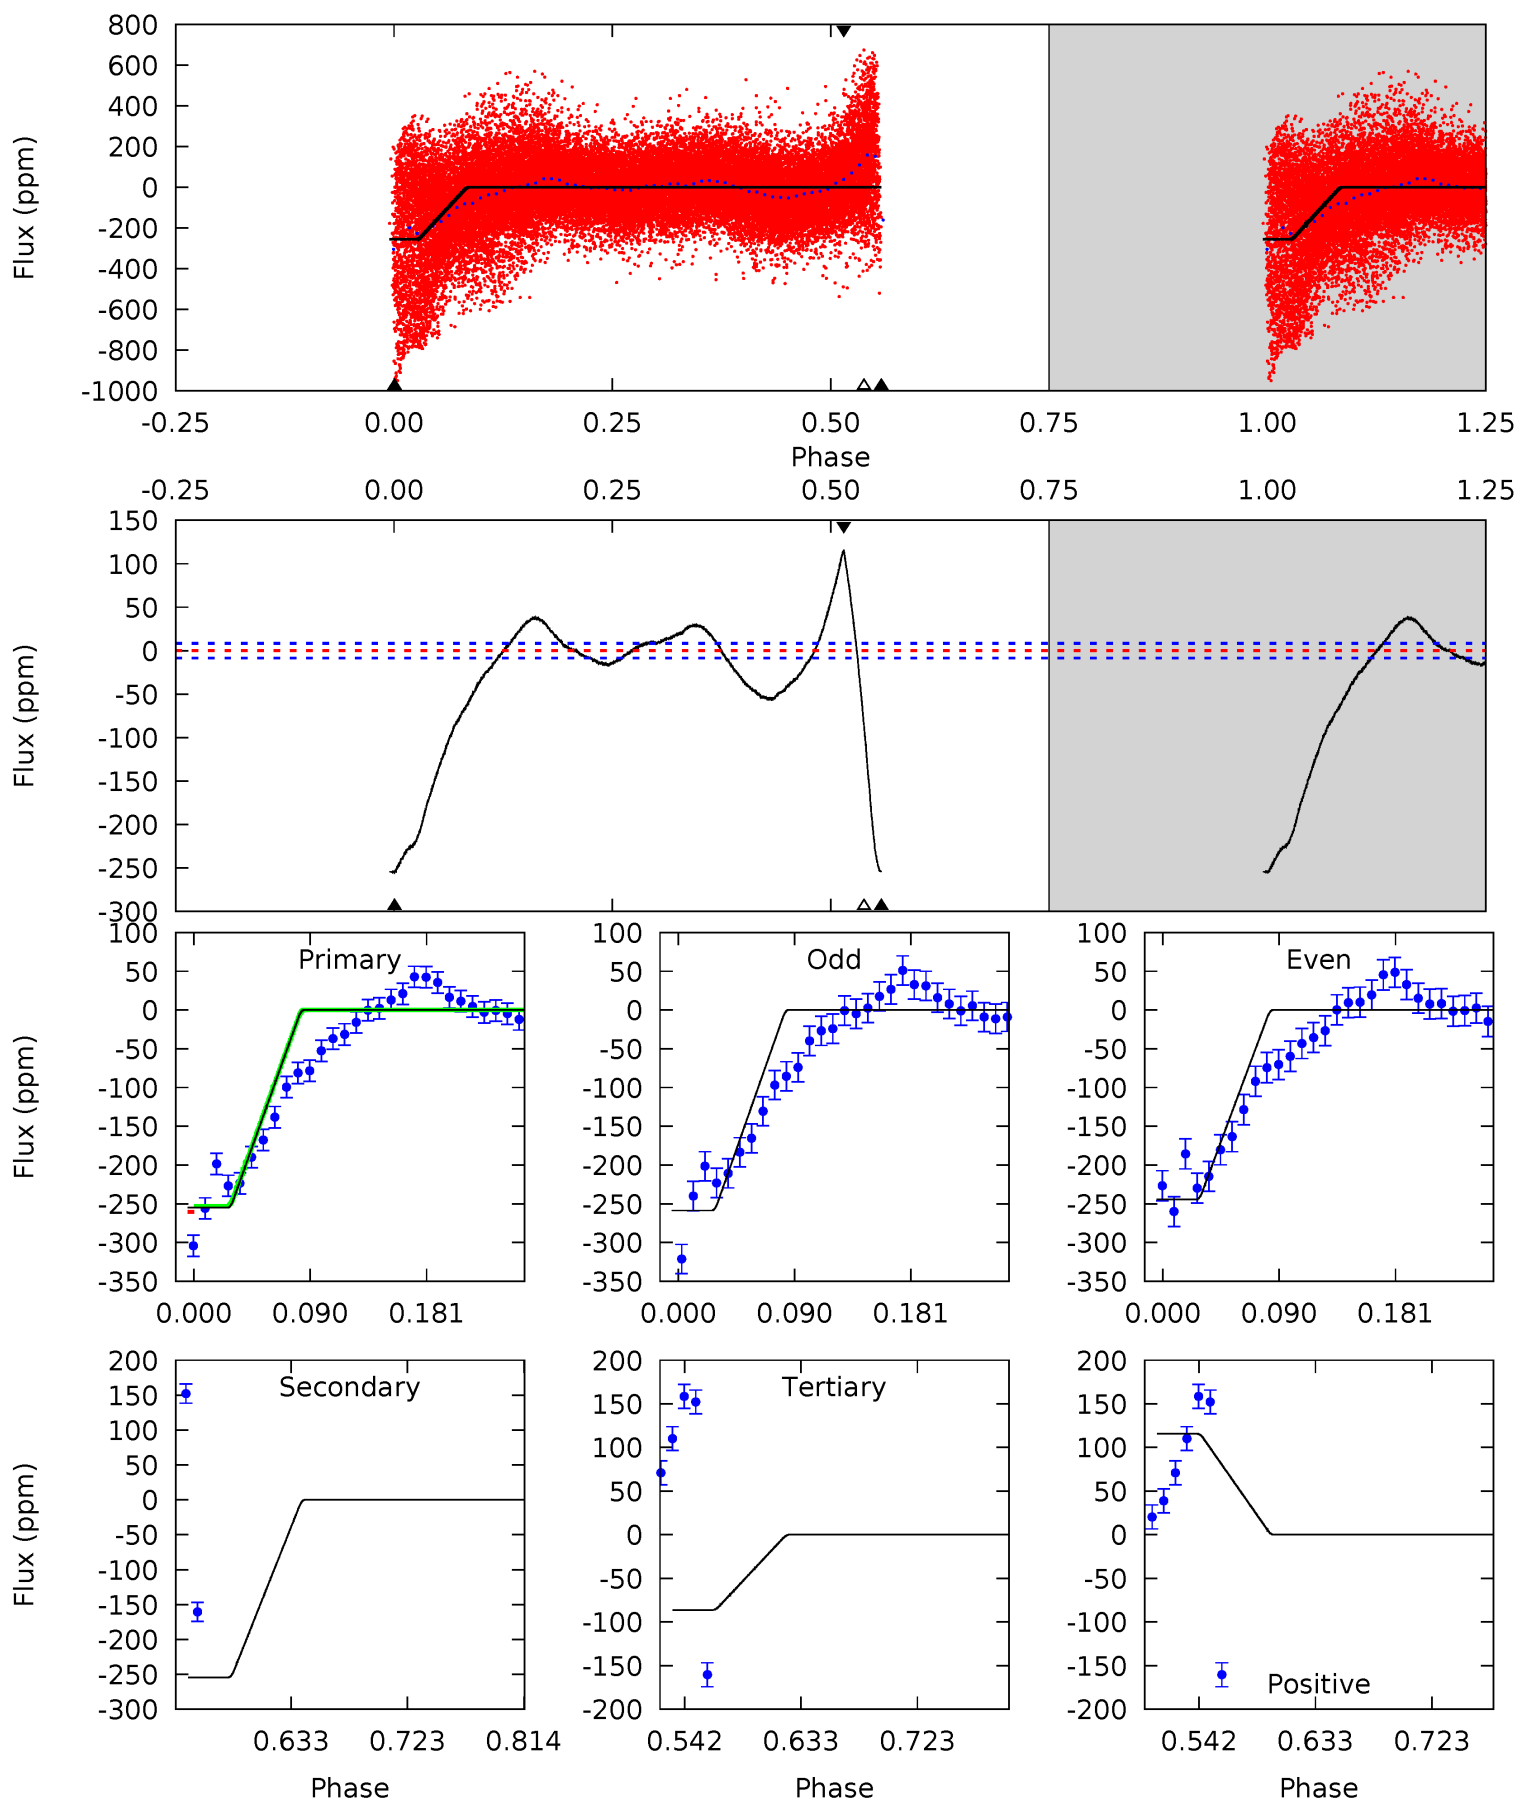 800
600
400
200
0
-200
-400
-600
-800
-1000
Flux (ppm)
-0.25 0.00 0.25 0.50 0.75 1.00 1.25
Phase
-0.25 0.00 0.25 0.50 0.75 1.00 1.25
150
100
50
0
-50
-100
-150
-200
-250
-300
Flux (ppm)
100 100 100
Primary Odd Even
50 50 50
0 0 0
-50 -50 -50
-100 -100 -100
-150 -150 -150
-200 -200 -200
-250 -250 -250
-300 -300 -300
-350 -350 -350
Flux (ppm)
0.000 0.090 0.181 0.000 0.090 0.181 0.000 0.090 0.181
200 200 200
Secondary Tertiary
150 150 150
100 100 100
50 50 50
0 0 0
-50 -50 -50
-100 -100 -100
-150 -150 -150
Positive
-200 -200 -200
-250
-300
Flux (ppm)
0.633 0.723 0.814 0.542 0.633 0.723 0.542 0.633 0.723
Phase Phase Phase